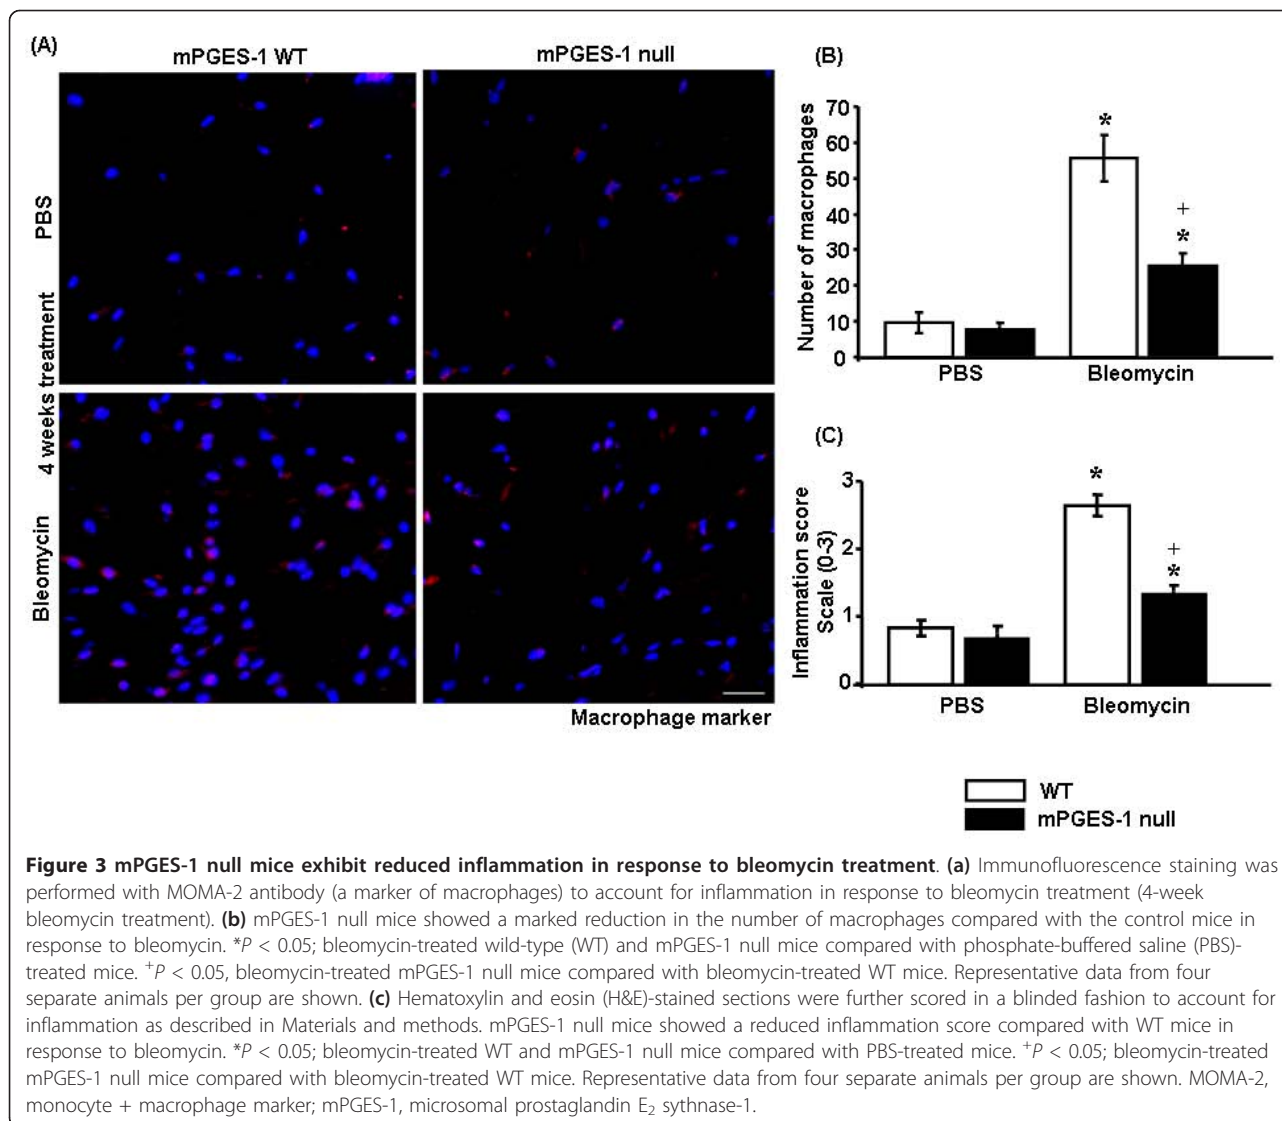 (A)
mPGES-1 WT
mPGES-1 null
PBS
4 weeks treatment
Bleomycin
Macrophage marker
(B)
Number of macrophages
70
60
50
40
30
20
10
0
*
+
*
PBS
Bleomycin
(C)
Inflammation score
Scale (0-3)
3
2
1
0
*
+
*
PBS
Bleomycin
WT
mPGES-1 null
Figure 3 mPGES-1 null mice exhibit reduced inflammation in response to bleomycin treatment. (a) Immunofluorescence staining was
performed with MOMA-2 antibody (a marker of macrophages) to account for inflammation in response to bleomycin treatment (4-week
bleomycin treatment). (b) mPGES-1 null mice showed a marked reduction in the number of macrophages compared with the control mice in
response to bleomycin. *P < 0.05; bleomycin-treated wild-type (WT) and mPGES-1 null mice compared with phosphate-buffered saline (PBS)-
treated mice. +P < 0.05, bleomycin-treated mPGES-1 null mice compared with bleomycin-treated WT mice. Representative data from four
separate animals per group are shown. (c) Hematoxylin and eosin (H&E)-stained sections were further scored in a blinded fashion to account for
inflammation as described in Materials and methods. mPGES-1 null mice showed a reduced inflammation score compared with WT mice in
response to bleomycin. *P < 0.05; bleomycin-treated WT and mPGES-1 null mice compared with PBS-treated mice. +P < 0.05; bleomycin-treated
mPGES-1 null mice compared with bleomycin-treated WT mice. Representative data from four separate animals per group are shown. MOMA-2,
monocyte + macrophage marker; mPGES-1, microsomal prostaglandin E2 sythnase-1.